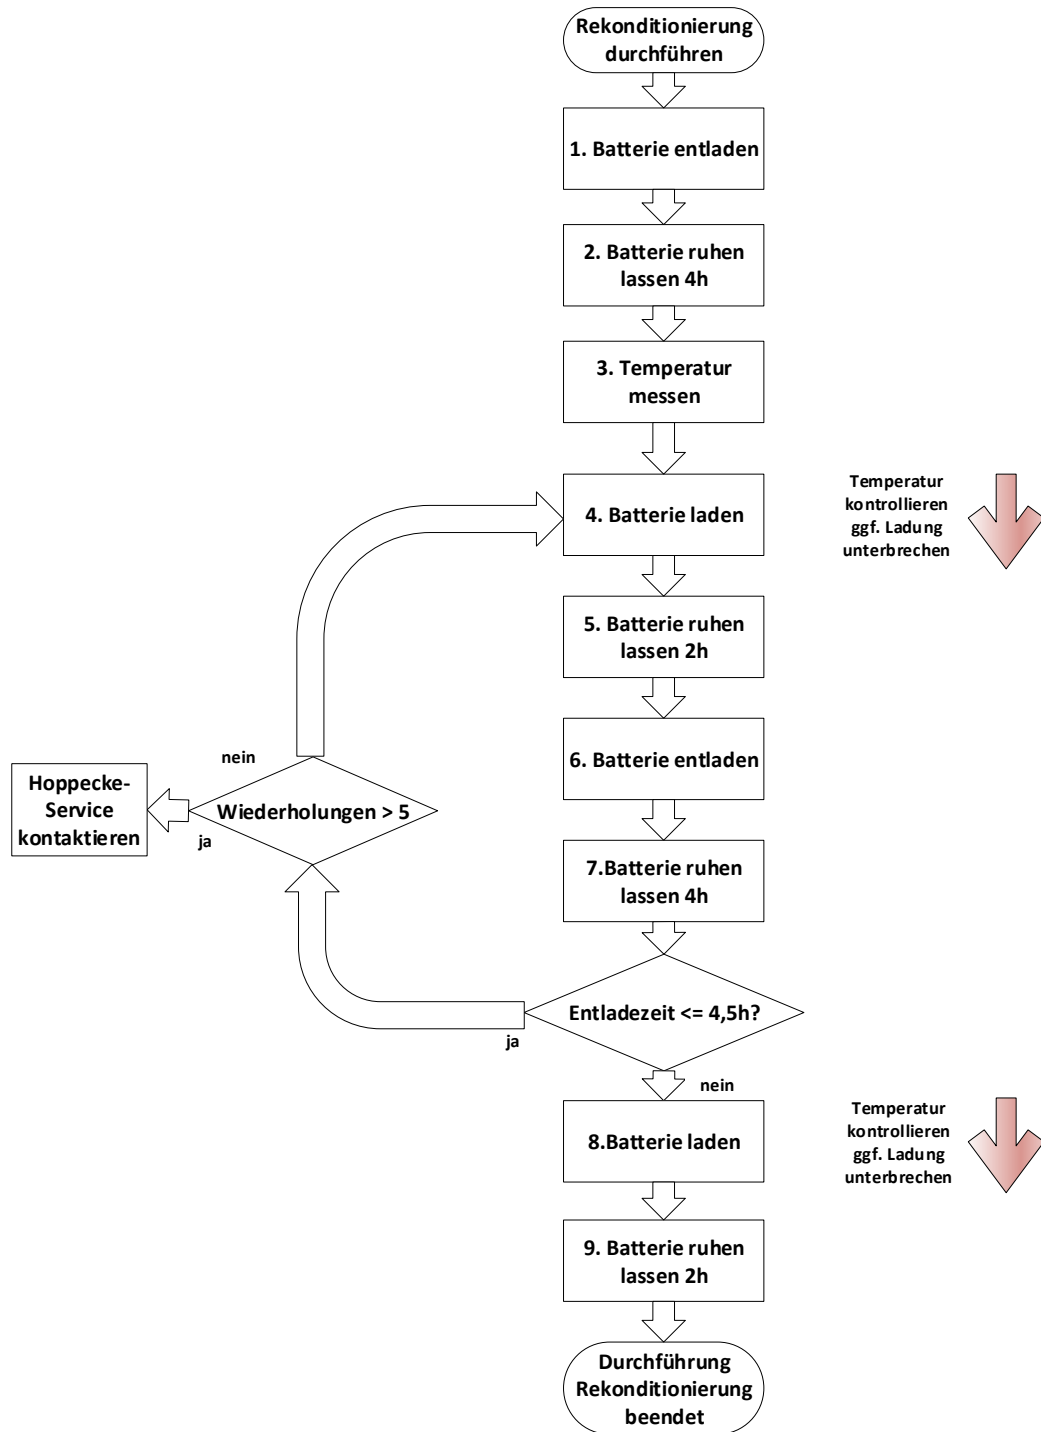 Rekonditionierung
durchführen
1. Batterie entladen
2. Batterie ruhen
lassen 4h
3. Temperatur
messen
4. Batterie laden
Temperatur
kontrollieren
ggf. Ladung
unterbrechen
5. Batterie ruhen
lassen 2h
6. Batterie entladen
nein
Hoppecke-
Service
kontaktieren
ja
Wiederholungen > 5
7.Batterie ruhen
lassen 4h
Entladezeit <= 4,5h?
ja
nein
8.Batterie laden
Temperatur
kontrollieren
ggf. Ladung
unterbrechen
9. Batterie ruhen
lassen 2h
Durchführung
Rekonditionierung
beendet